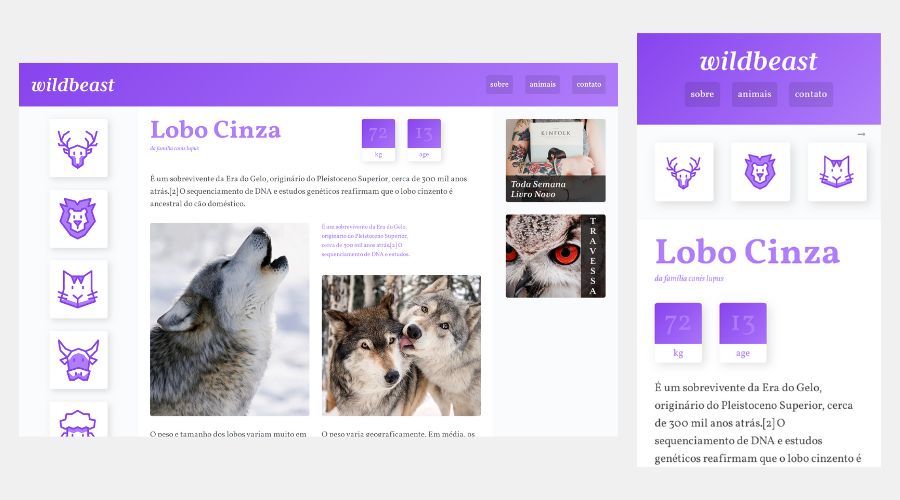 wildbeast
sobre
animais
contato
Lobo Cinza
da família canis lupus
72
kg
13
age
É um sobrevivente da Era do Gelo, originário do Pleistoceno Superior, cerca de 300 mil anos
atrás.[2] O sequenciamento de DNA e estudos genéticos reafirmam que o lobo cinzento é
ancestral do cão doméstico.
É um sobrevivente da Era do Gelo,
originário do Pleistoceno Superior,
cerca de 300 mil anos atrás.[2] O
sequenciamento de DNA e estudos.
O peso e tamanho dos lobos variam muito em
O peso varia geograficamente. Em média, os
KINFOLK
Toda Semana
Livro Novo
TRAVESSA
wildbeast
sobre
animais
contato
→
Lobo Cinza
da família canis lupus
72
kg
13
age
É um sobrevivente da Era do Gelo,
originário do Pleistoceno Superior, cerca
de 300 mil anos atrás.[2] O
sequenciamento de DNA e estudos
genéticos reafirmam que o lobo cinzento é